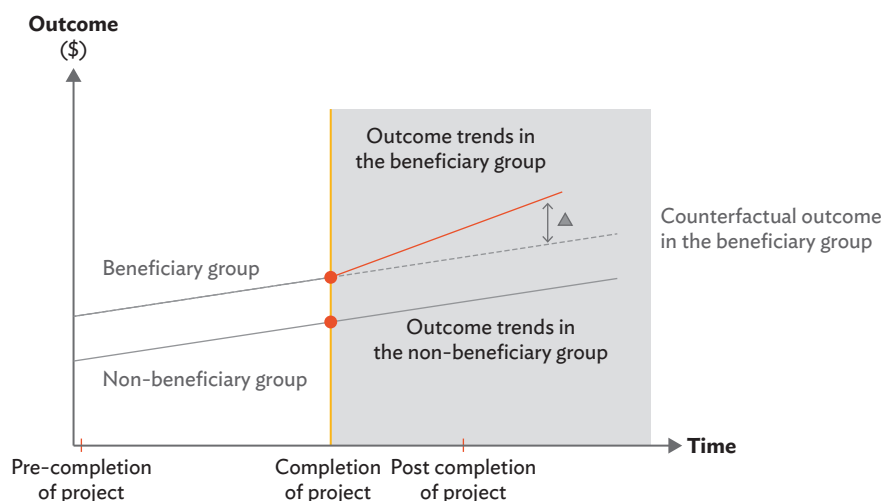 Outcome
($)
Outcome trends in
the beneficiary group
Counterfactual outcome
in the beneficiary group
Beneficiary group
Outcome trends in
the non-beneficiary group
Non-beneficiary group
Time
Pre-completion
of project
Completion
of project
Post completion
of project